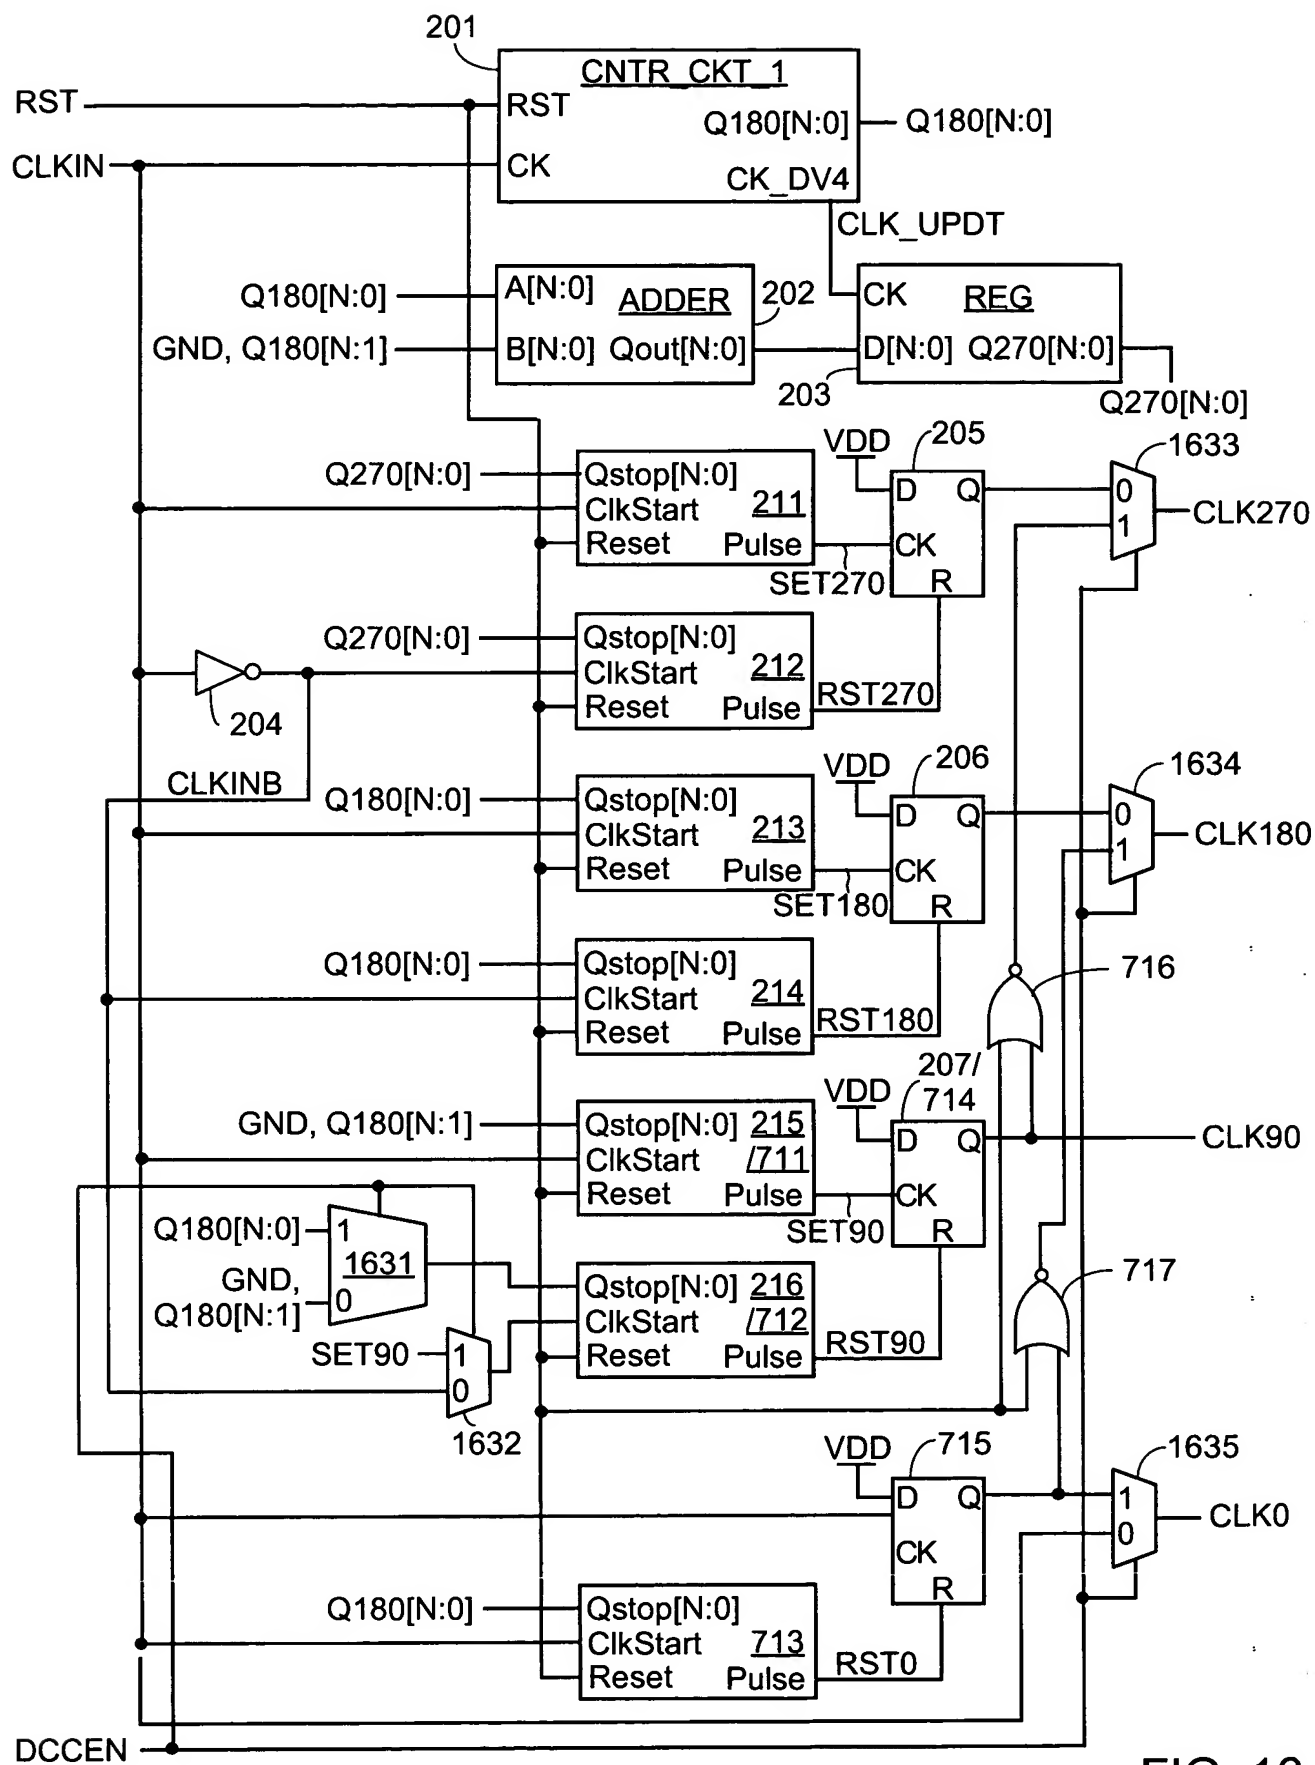 201
CNTR_CKT_1
RST
RST
Q180[N:0]
Q180[N:0]
CLKIN
CK
CK_DV4
CLK_UPDT
Q180[N:0]
A[N:0]
ADDER
202
CK
REG
GND, Q180[N:1]
B[N:0] Qout[N:0]
D[N:0] Q270[N:0]
203
Q270[N:0]
VDD
205
1633
Q270[N:0]
Qstop[N:0]
D
Q
0
ClkStart
211
CLK270
1
Reset
Pulse
CK
SET270
R
Q270[N:0]
Qstop[N:0]
ClkStart
212
204
Reset
Pulse
RST270
CLKINB
VDD
206
1634
Q180[N:0]
Qstop[N:0]
D
Q
0
ClkStart
213
CLK180
1
Reset
Pulse
CK
SET180
R
Q180[N:0]
Qstop[N:0]
716
ClkStart
214
Reset
Pulse
RST180
VDD
207/
714
GND, Q180[N:1]
Qstop[N:0]
215
/711
D
Q
CLK90
ClkStart
Reset
Pulse
CK
SET90
R
Q180[N:0]
1
1631
GND,
Q180[N:1]
0
Qstop[N:0]
216
/712
717
ClkStart
SET90
1
Reset
Pulse
RST90
0
1632
VDD
715
1635
D
Q
1
CLK0
0
CK
R
Q180[N:0]
Qstop[N:0]
ClkStart
713
Reset
Pulse
RST0
DCCEN